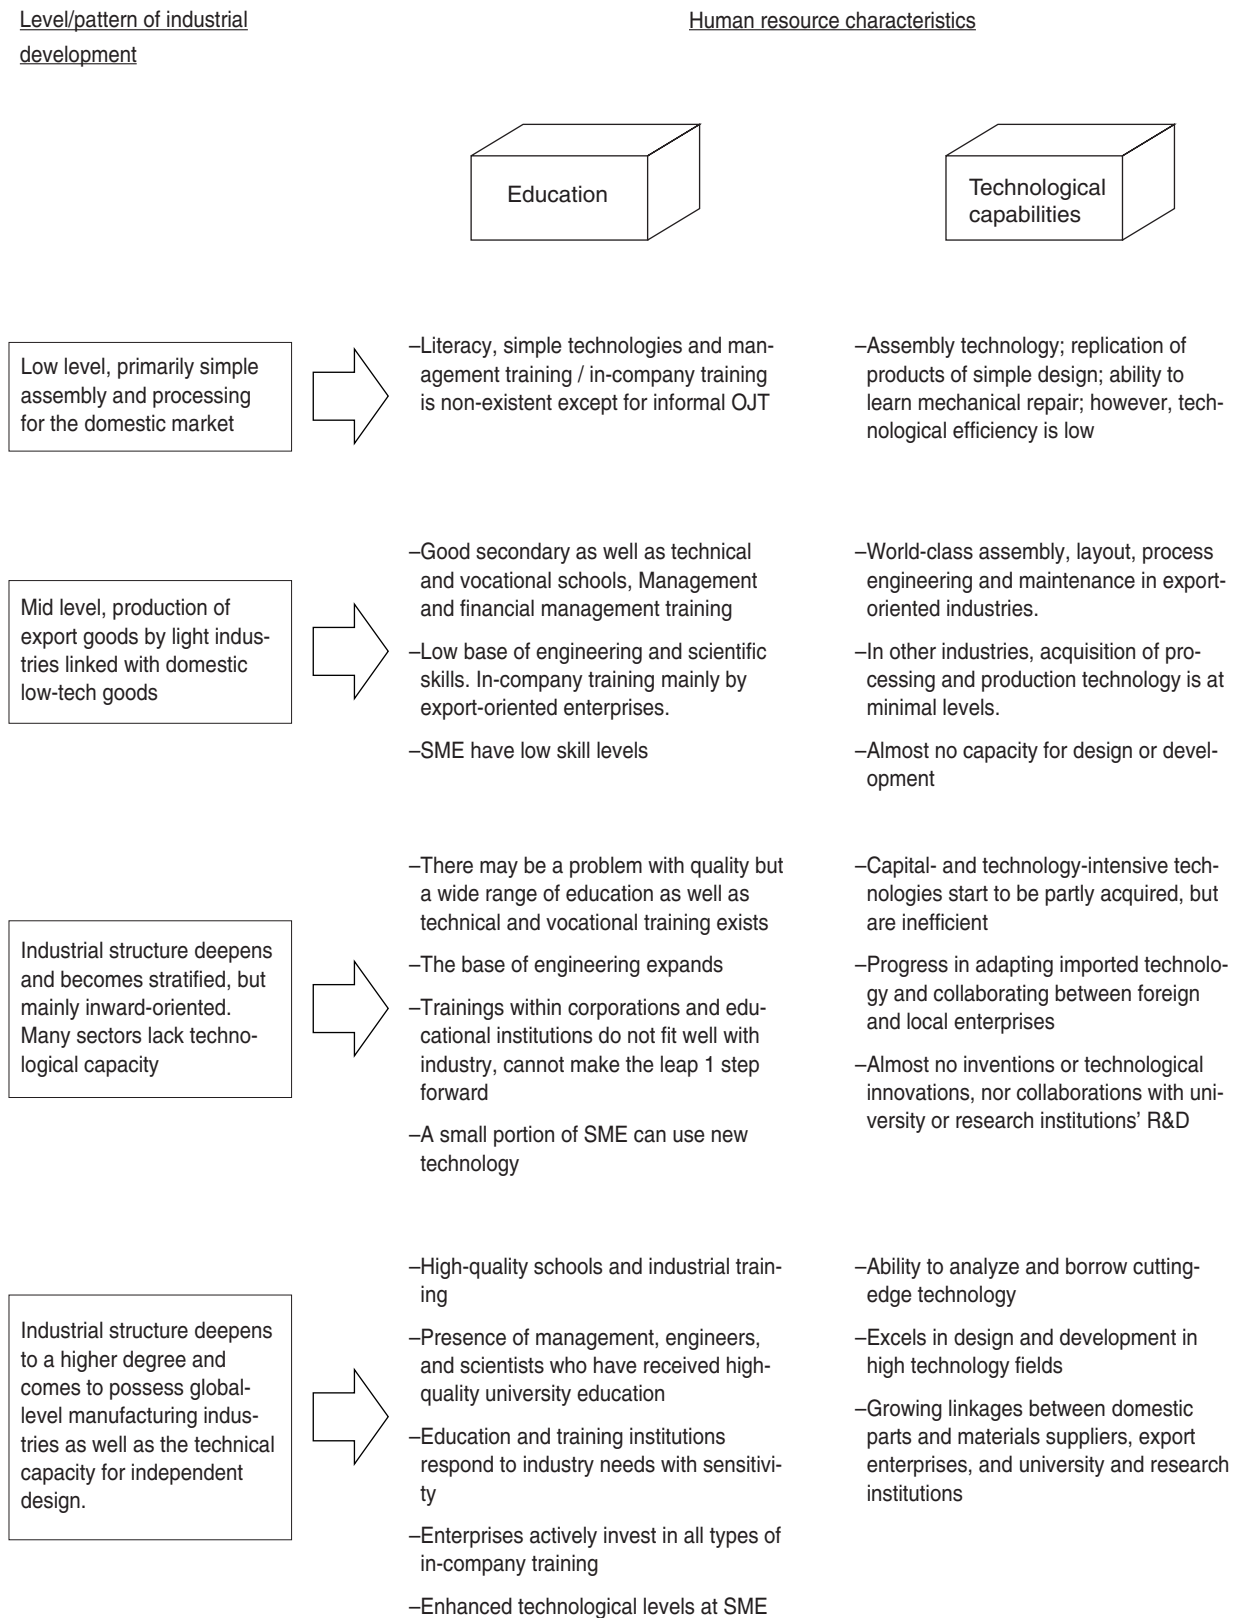 Level/pattern of industrial
development
Human resource characteristics
Education
Technological
capabilities
Low level, primarily simple
assembly and processing
for the domestic market
–Literacy, simple technologies and man-
agement training / in-company training
is non-existent except for informal OJT
–Assembly technology; replication of
products of simple design; ability to
learn mechanical repair; however, tech-
nological efficiency is low
Mid level, production of
export goods by light indus-
tries linked with domestic
low-tech goods
–Good secondary as well as technical
and vocational schools, Management
and financial management training
–Low base of engineering and scientific
skills. In-company training mainly by
export-oriented enterprises.
–SME have low skill levels
–World-class assembly, layout, process
engineering and maintenance in export-
oriented industries.
–In other industries, acquisition of pro-
cessing and production technology is at
minimal levels.
–Almost no capacity for design or devel-
opment
Industrial structure deepens
and becomes stratified, but
mainly inward-oriented.
Many sectors lack techno-
logical capacity
–There may be a problem with quality but
a wide range of education as well as
technical and vocational training exists
–The base of engineering expands
–Trainings within corporations and edu-
cational institutions do not fit well with
industry, cannot make the leap 1 step
forward
–A small portion of SME can use new
technology
–Capital- and technology-intensive tech-
nologies start to be partly acquired, but
are inefficient
–Progress in adapting imported technolo-
gy and collaborating between foreign
and local enterprises
–Almost no inventions or technological
innovations, nor collaborations with uni-
versity or research institutions’ R&D
Industrial structure deepens
to a higher degree and
comes to possess global-
level manufacturing indus-
tries as well as the technical
capacity for independent
design.
–High-quality schools and industrial train-
ing
–Presence of management, engineers,
and scientists who have received high-
quality university education
–Education and training institutions
respond to industry needs with sensitivi-
ty
–Enterprises actively invest in all types of
in-company training
–Enhanced technological levels at SME
–Ability to analyze and borrow cutting-
edge technology
–Excels in design and development in
high technology fields
–Growing linkages between domestic
parts and materials suppliers, export
enterprises, and university and research
institutions